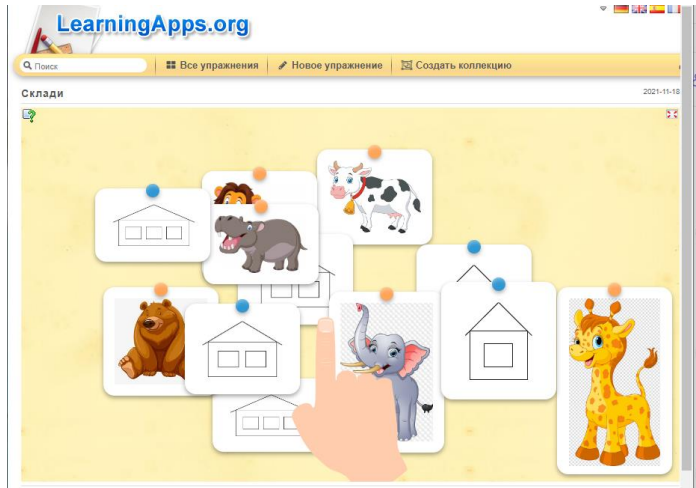 LearningApps.org
Поиск Все упражнения Новое упражнение Создать коллекцию
Склади 2021-11-18